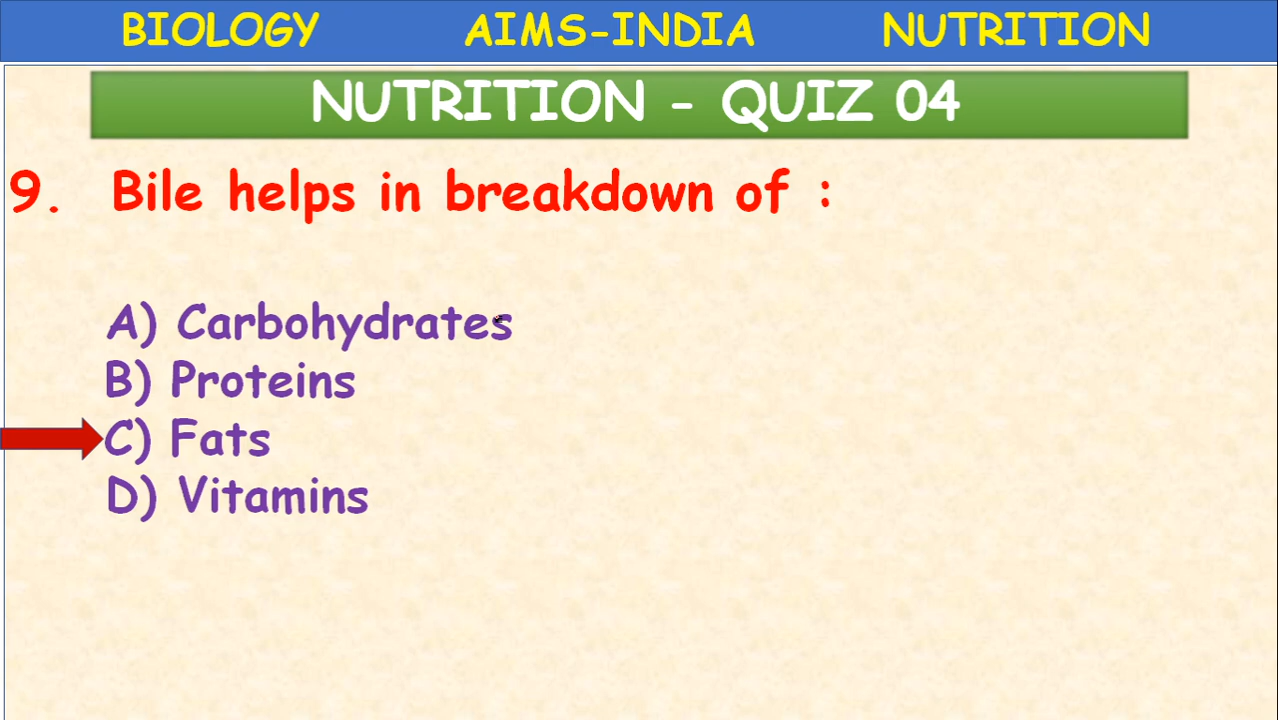 BIOLOGY AIMS-INDIA NUTRITION
NUTRITION - QUIZ 04
9. Bile helps in breakdown of :
A) Carbohydrates
B) Proteins
C) Fats
D) Vitamins